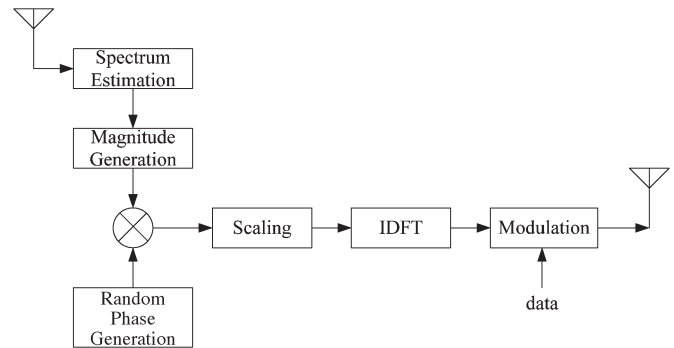 Spectrum
Estimation
Magnitude
Generation
Scaling
IDFT
Modulation
data
Random
Phase
Generation